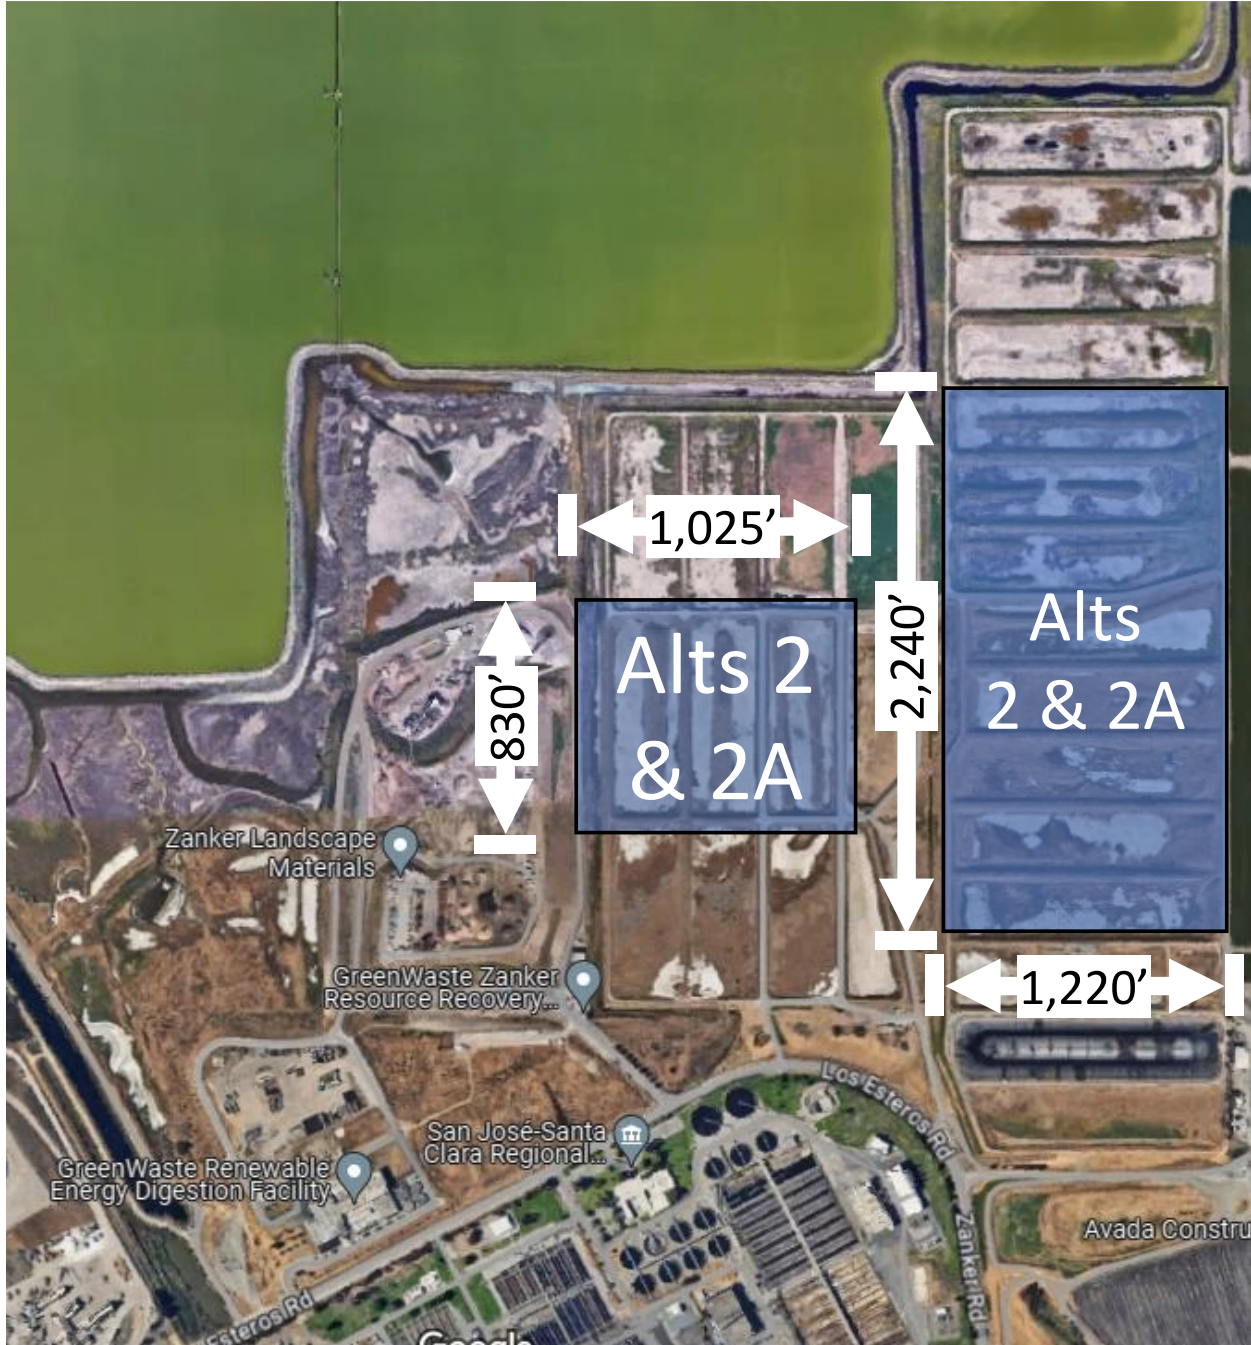 1,025’
2,240’
830’
Alts 2
& 2A
Alts
2 & 2A
1,220’
Zanker Landscape
Materials
GreenWaste Zanker
Resource Recovery...
Los Esteros Rd
San José-Santa
Clara Regional...
GreenWaste Renewable
Energy Digestion Facility
Zanker Rd
Avada Constru
Esteros Rd
Google